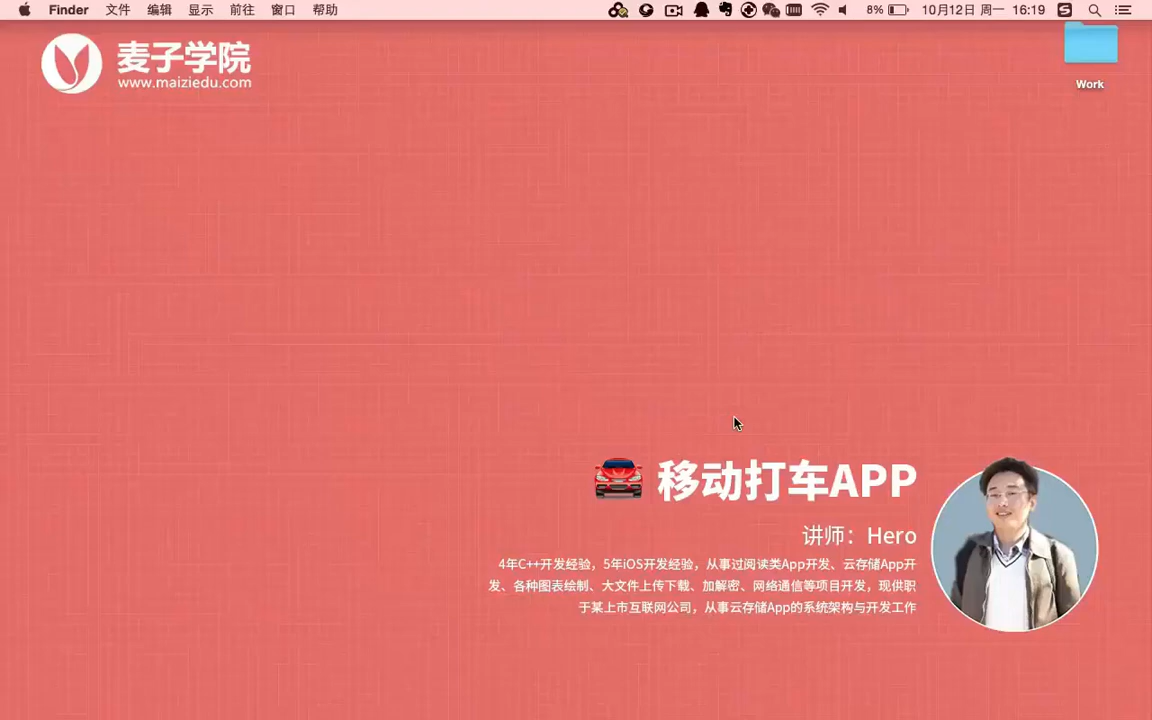 Finder 文件 编辑 显示 前往 窗口 帮助 8% 10月12日 周一 16:19
麦子学院
www.maiziedu.com
Work
移动打车APP
讲师：Hero
4年C++开发经验，5年iOS开发经验，从事过阅读类App开发、云存储App开
发、各种图表绘制、大文件上传下载、加解密、网络通信等项目开发，现供职
于某上市互联网公司，从事云存储App的系统架构与开发工作